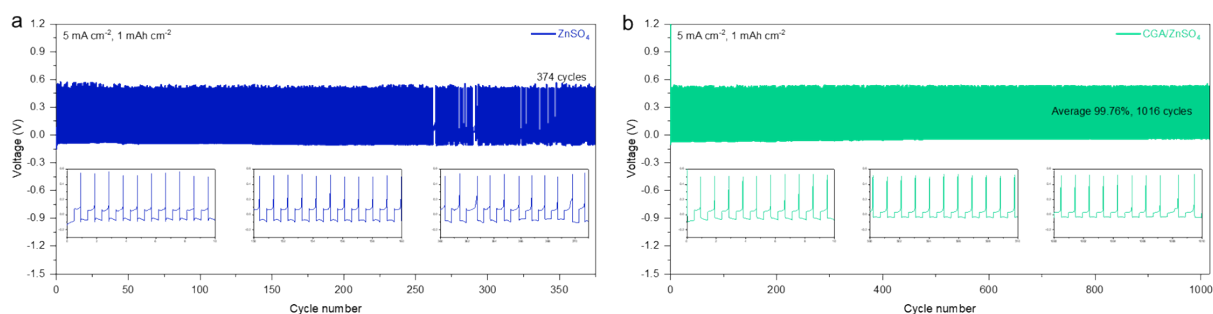 a
5 mA cm⁻², 1 mAh cm⁻²
ZnSO₄
374 cycles
Voltage (V)
1.2
0.9
0.6
0.3
0.0
-0.3
-0.6
-0.9
-1.2
-1.5
0 50 100 150 200 250 300 350
Cycle number
b
5 mA cm⁻², 1 mAh cm⁻²
CGA/ZnSO₄
Average 99.76%, 1016 cycles
Voltage (V)
1.2
0.9
0.6
0.3
0.0
-0.3
-0.6
-0.9
-1.2
-1.5
0 200 400 600 800 1000
Cycle number